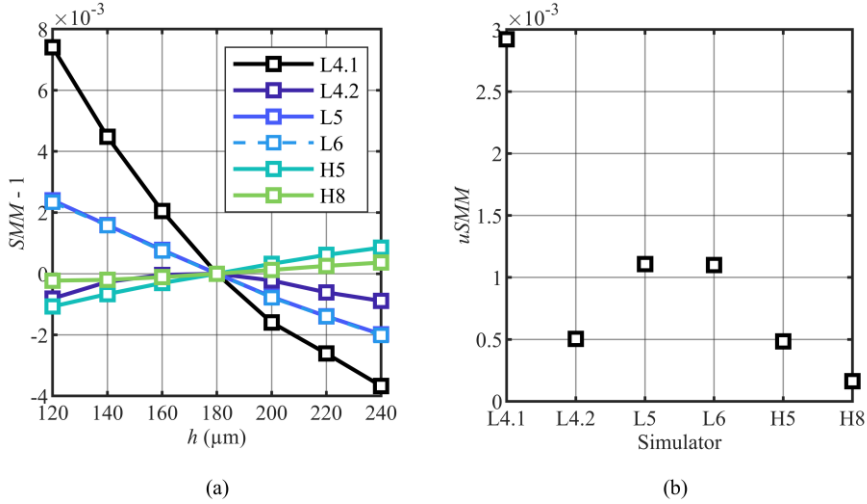 ×10⁻³
8
6
4
2
0
-2
-4
SMM - 1
L4.1
L4.2
L5
L6
H5
H8
120 140 160 180 200 220 240
h (µm)
(a)
×10⁻³
3
2.5
2
1.5
1
0.5
0
uSMM
L4.1 L4.2 L5 L6 H5 H8
Simulator
(b)